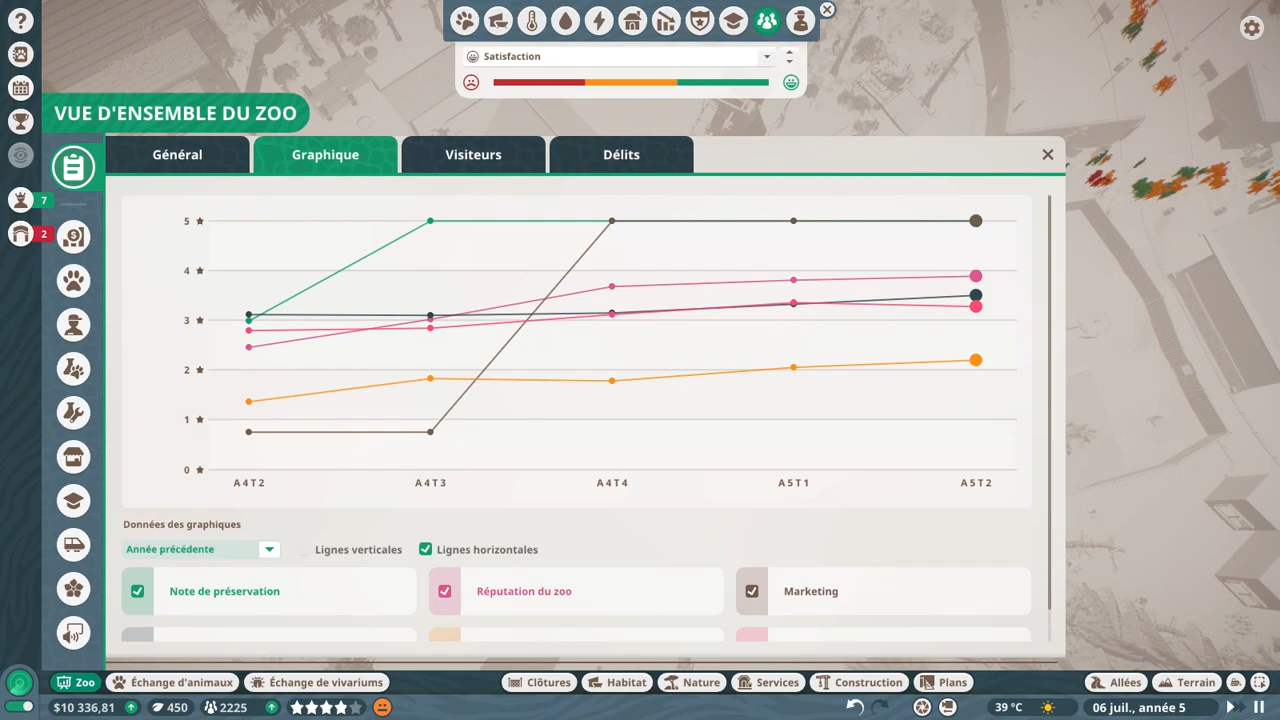 ?
Satisfaction
VUE D'ENSEMBLE DU ZOO
Général
Graphique
Visiteurs
Délits
7
2
5
4
3
2
1
0
A4T2 A4T3 A4T4 A5T1 A5T2
Données des graphiques
Année précédente
Lignes verticales
Lignes horizontales
Note de préservation
Réputation du zoo
Marketing
Zoo
Échange d'animaux
Échange de vivariums
Clôtures
Habitat
Nature
Services
Construction
Plans
Allées
Terrain
$10 336,81
450
2225
39 °C
06 juil., année 5